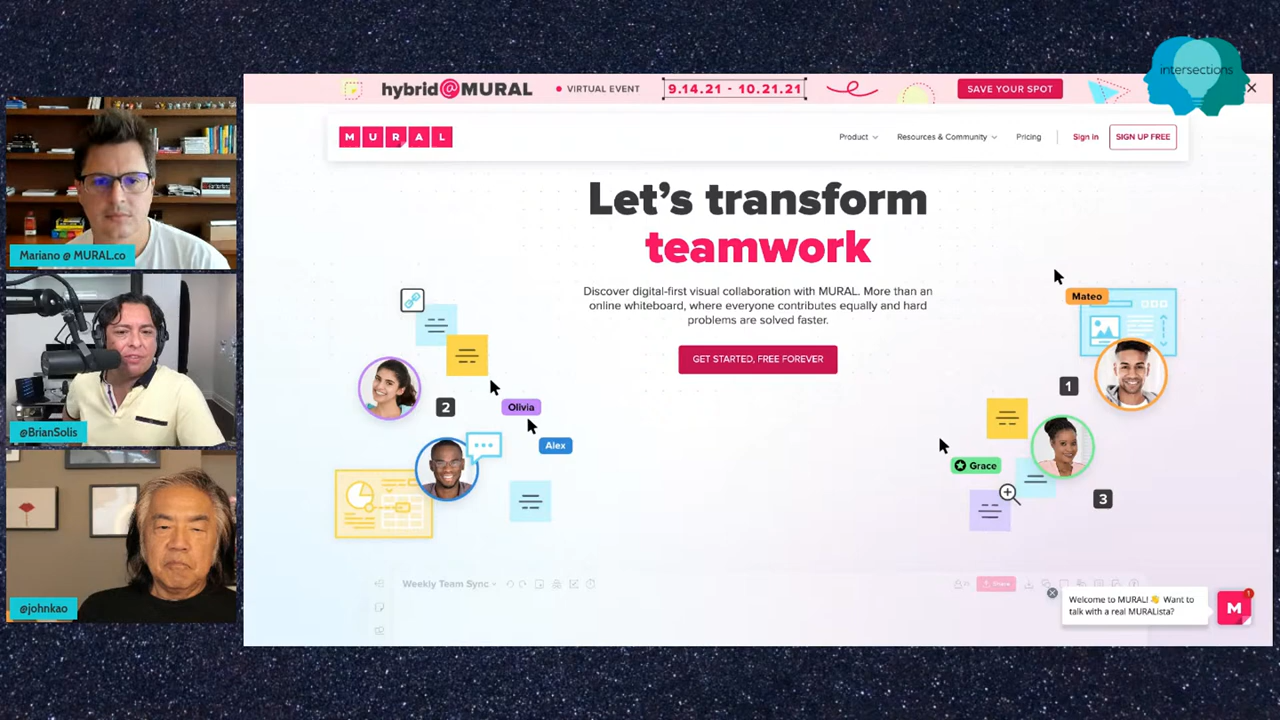 intersections
hybrid@MURAL
VIRTUAL EVENT
9.14.21 - 10.21.21
SAVE YOUR SPOT
MURAL
Product
Resources & Community
Pricing
Sign in
SIGN UP FREE
Let's transform
teamwork
Discover digital-first visual collaboration with MURAL. More than an
online whiteboard, where everyone contributes equally and hard
problems are solved faster.
GET STARTED, FREE FOREVER
Mariano @ MURAL.co
@BrianSolis
@johnkao
2
Olivia
Alex
Mateo
1
Grace
3
Weekly Team Sync
Share
Welcome to MURAL! 👋 Want to
talk with a real MURALista?
M
1